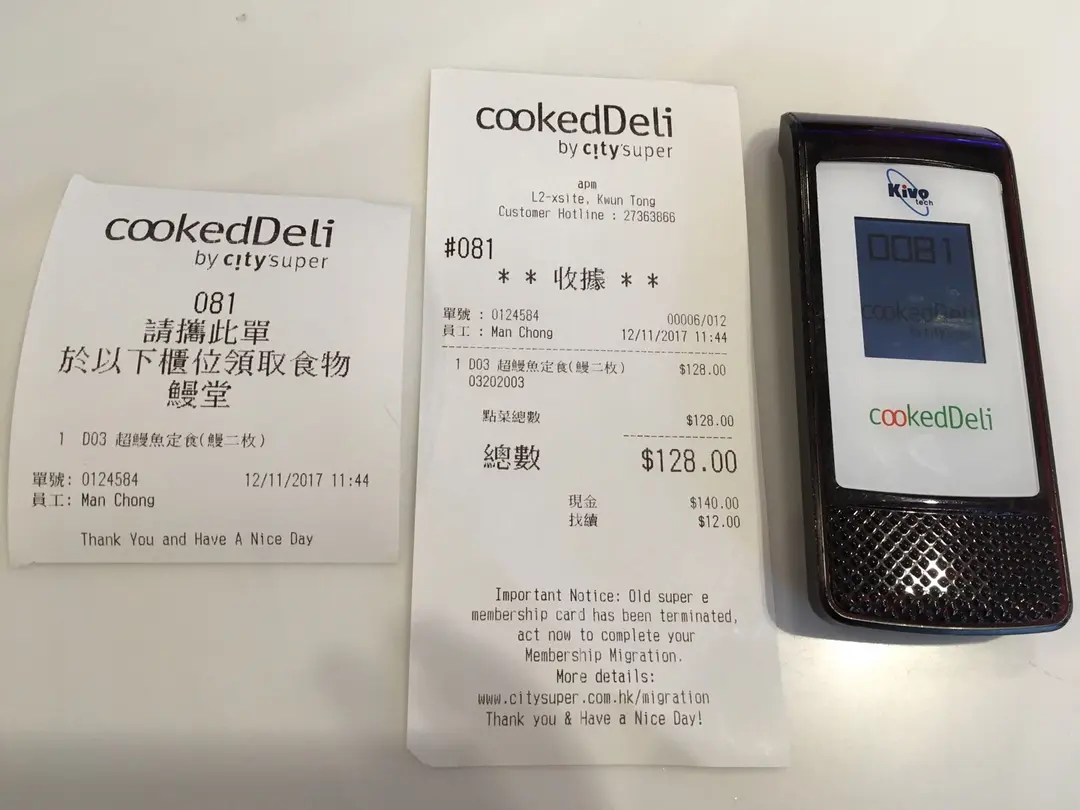 cookedDeli
by c!ty'super
081
請攜此單
於以下櫃位領取食物
鰻堂
1 D03 超鰻魚定食(鰻二枚)
單號: 0124584 12/11/2017 11:44
員工: Man Chong
Thank You and Have A Nice Day
cookedDeli
by c!ty'super
apm
L2-xsite, Kwun Tong
Customer Hotline : 27363866
#081
* * 收據 * *
單號 : 0124584 00006/012
員工 : Man Chong 12/11/2017 11:44
1 D03 超鰻魚定食(鰻二枚) $128.00
03202003
點菜總數 $128.00
總數 $128.00
現金 $140.00
找續 $12.00
Important Notice: Old super e
membership card has been terminated,
act now to complete your
Membership Migration.
More details:
www.citysuper.com.hk/migration
Thank you & Have a Nice Day!
Kivo
tech
0081
cookedDeli
cookedDeli